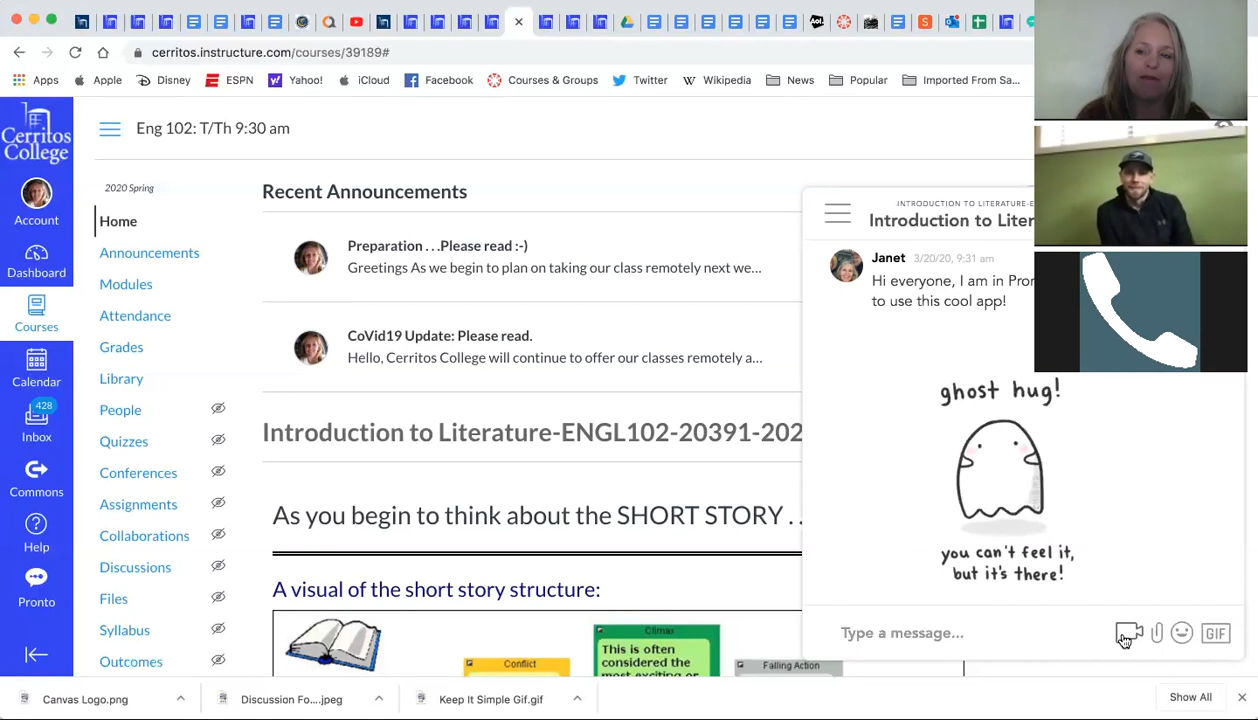 cerritos.instructure.com/courses/39189#
Apps
Apple
Disney
ESPN
Yahoo!
iCloud
Facebook
Courses & Groups
Twitter
Wikipedia
News
Popular
Imported From Sa...
Cerritos
College
Account
Dashboard
Courses
Calendar
428
Inbox
Commons
Help
Pronto
Eng 102: T/Th 9:30 am
2020 Spring
Home
Announcements
Modules
Attendance
Grades
Library
People
Quizzes
Conferences
Assignments
Collaborations
Discussions
Files
Syllabus
Outcomes
Recent Announcements
Preparation . . .Please read :-)
Greetings As we begin to plan on taking our class remotely next we...
CoVid19 Update: Please read.
Hello, Cerritos College will continue to offer our classes remotely a...
Introduction to Literature-ENGL102-20391-202
As you begin to think about the SHORT STORY . .
A visual of the short story structure:
Conflict
Climax
This is often
considered the
most exciting or
Falling Action
INTRODUCTION TO LITERATURE-E
Introduction to Liter
Janet 3/20/20, 9:31 am
Hi everyone, I am in Pron
to use this cool app!
ghost hug!
you can't feel it,
but it's there!
Type a message...
GIF
Canvas Logo.png
Discussion Fo....jpeg
Keep It Simple Gif.gif
Show All